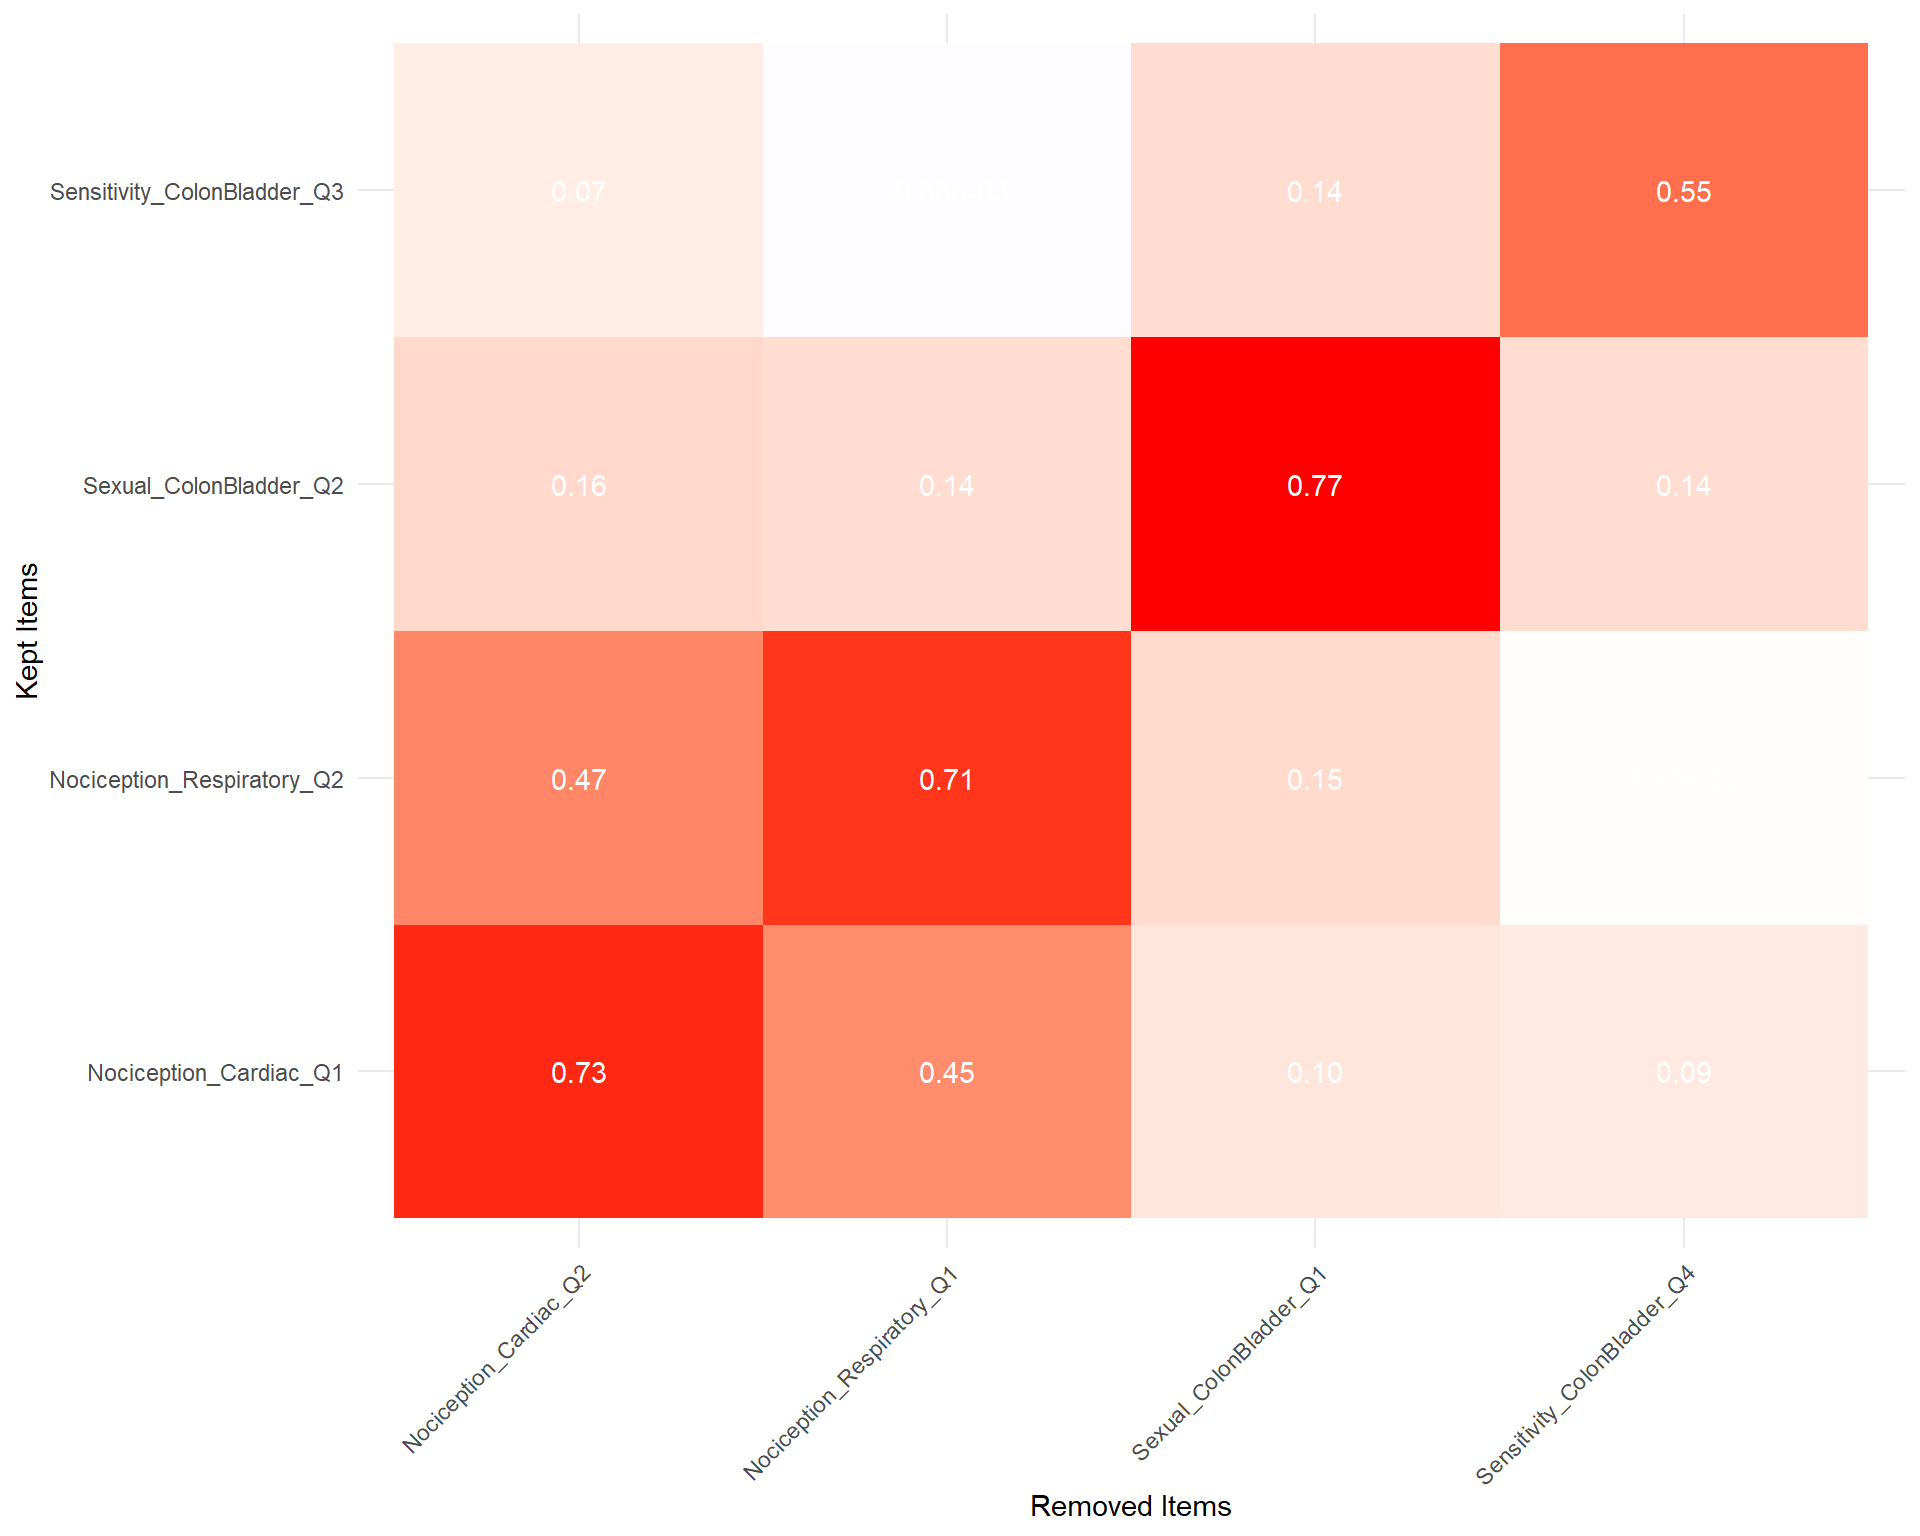 Sensitivity_ColonBladder_Q3
0.07
0.14
0.55
Sexual_ColonBladder_Q2
0.16
0.14
0.77
0.14
Kept Items
Nociception_Respiratory_Q2
0.47
0.71
0.15
Nociception_Cardiac_Q1
0.73
0.45
0.10
0.09
Nociception_Cardiac_Q2
Nociception_Respiratory_Q1
Sexual_ColonBladder_Q1
Sensitivity_ColonBladder_Q4
Removed Items